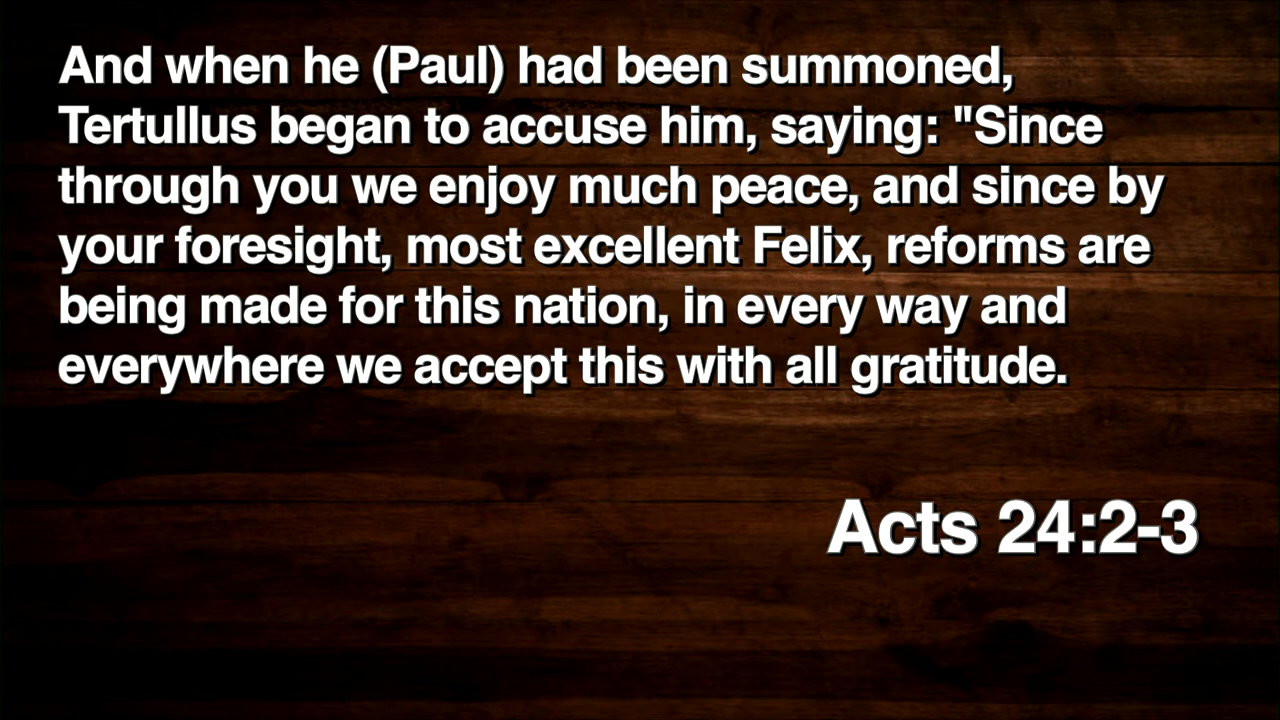 And when he (Paul) had been summoned,
Tertullus began to accuse him, saying: "Since
through you we enjoy much peace, and since by
your foresight, most excellent Felix, reforms are
being made for this nation, in every way and
everywhere we accept this with all gratitude.
Acts 24:2-3